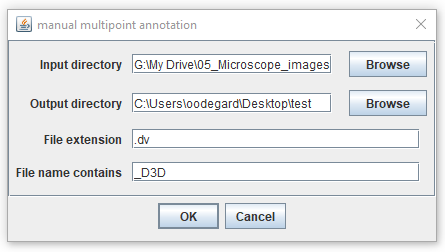 manual multipoint annotation
Input directory G:\My Drive\05_Microscope_images Browse
Output directory C:\Users\oodegard\Desktop\test Browse
File extension .dv
File name contains _D3D
OK Cancel